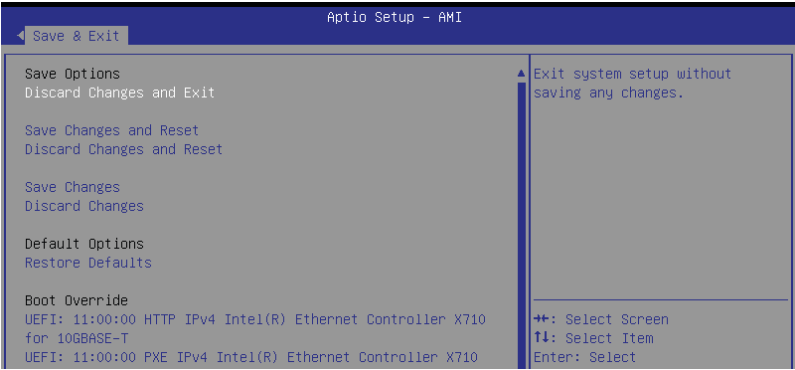 Aptio Setup – AMI
Save & Exit
Save Options
Discard Changes and Exit
Save Changes and Reset
Discard Changes and Reset
Save Changes
Discard Changes
Default Options
Restore Defaults
Boot Override
UEFI: 11:00:00 HTTP IPv4 Intel(R) Ethernet Controller X710
for 10GBASE-T
UEFI: 11:00:00 PXE IPv4 Intel(R) Ethernet Controller X710
Exit system setup without
saving any changes.
→←: Select Screen
↑↓: Select Item
Enter: Select